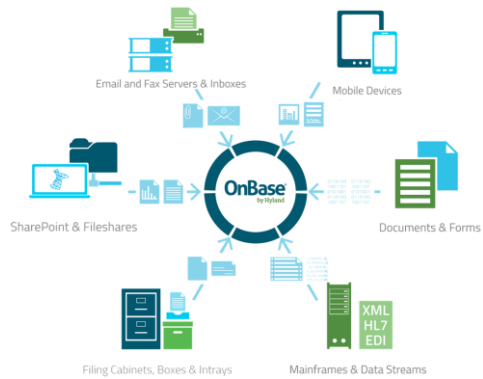 Email and Fax Servers & Inboxes
Mobile Devices
OnBase®
by Hyland
SharePoint & Fileshares
Documents & Forms
XML
HL7
EDI
Filing Cabinets, Boxes & Intrays
Mainframes & Data Streams